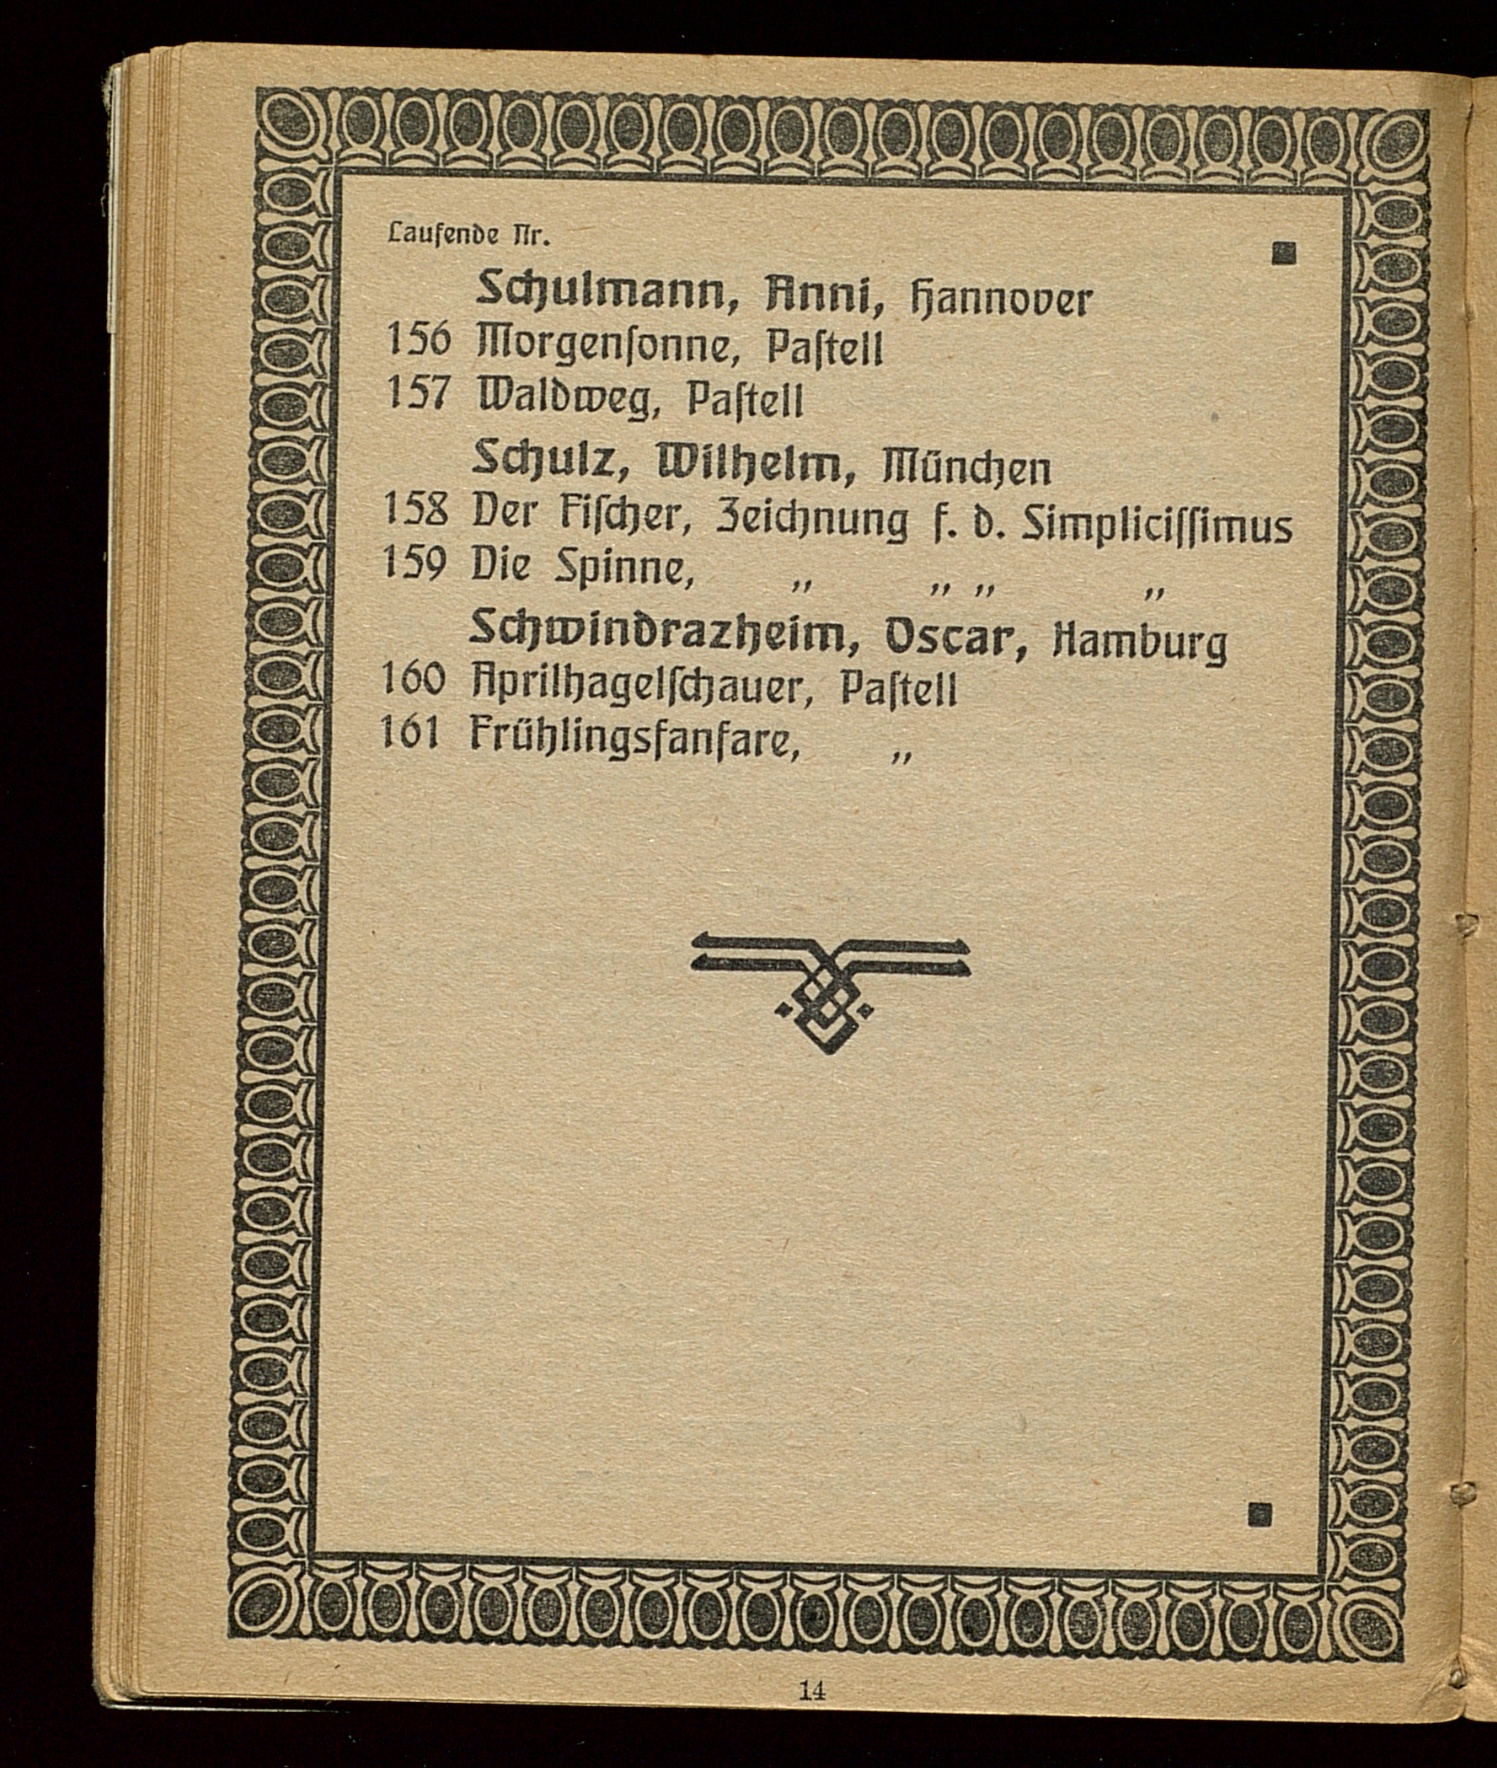 Laufende Nr.
Schulmann, Anni, Hannover
156 Morgenſonne, Paſtell
157 Waldweg, Paſtell
Schulz, Wilhelm, München
158 Der Fiſcher, Zeichnung f. d. Simpliciſſimus
159 Die Spinne, „ „ „ „
Schwindrazheim, Oscar, Hamburg
160 Aprilhagelſchauer, Paſtell
161 Frühlingsfanfare, „
14